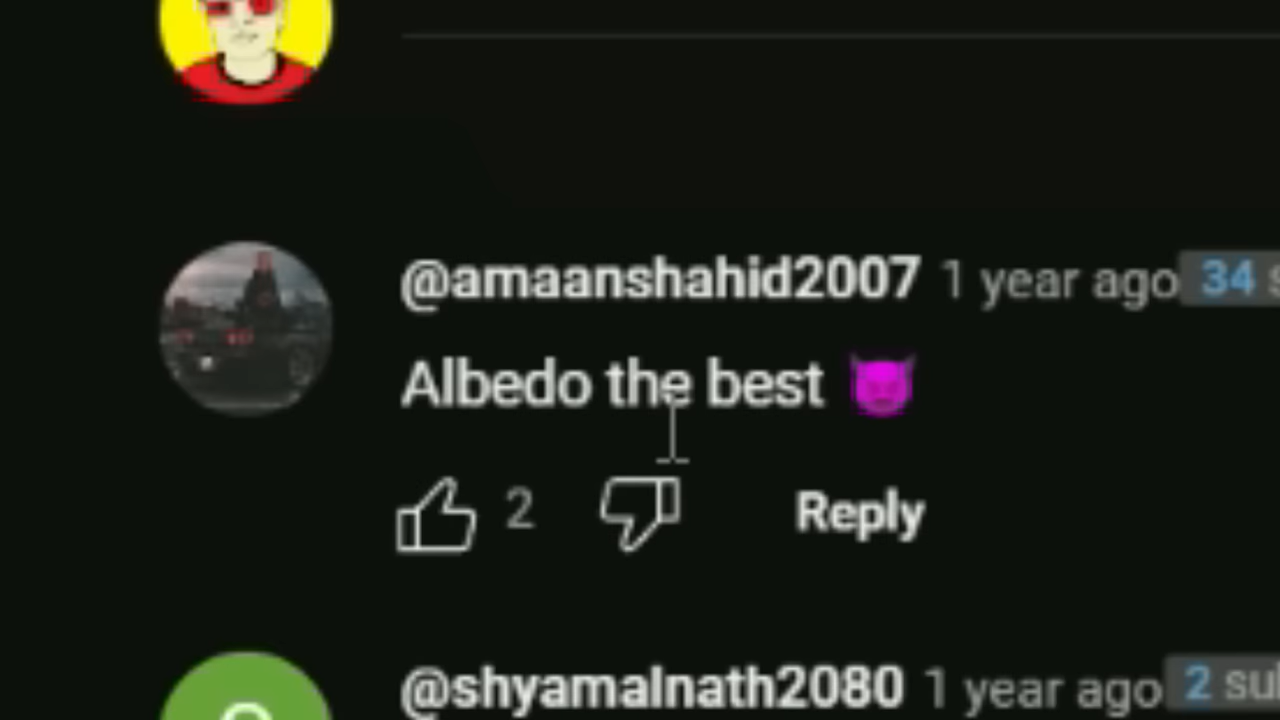 @amaanshahid2007 1 year ago 34
Albedo the best 😈
2 Reply
@shyamalnath2080 1 year ago 2